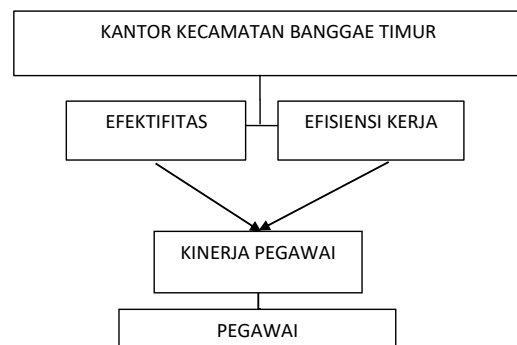 KANTOR KECAMATAN BANGGAE TIMUR
EFEKTIFITAS
EFISIENSI KERJA
KINERJA PEGAWAI
PEGAWAI